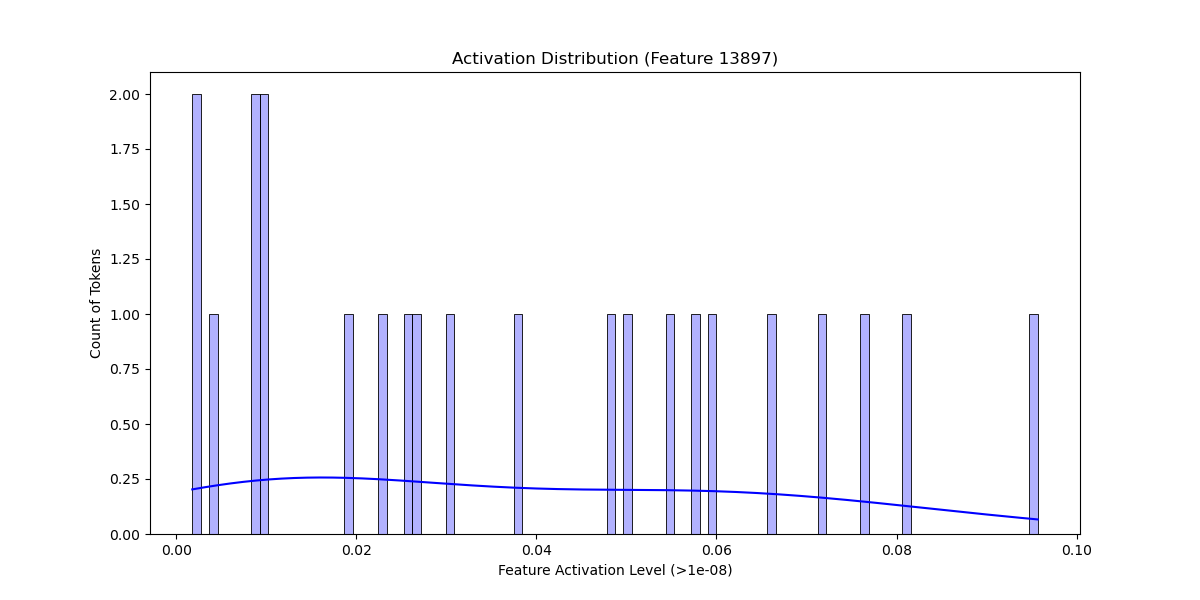 Activation Distribution (Feature 13897)
2.00
1.75
1.50
1.25
1.00
0.75
0.50
0.25
0.00
Count of Tokens
0.00 0.02 0.04 0.06 0.08 0.10
Feature Activation Level (>1e-08)